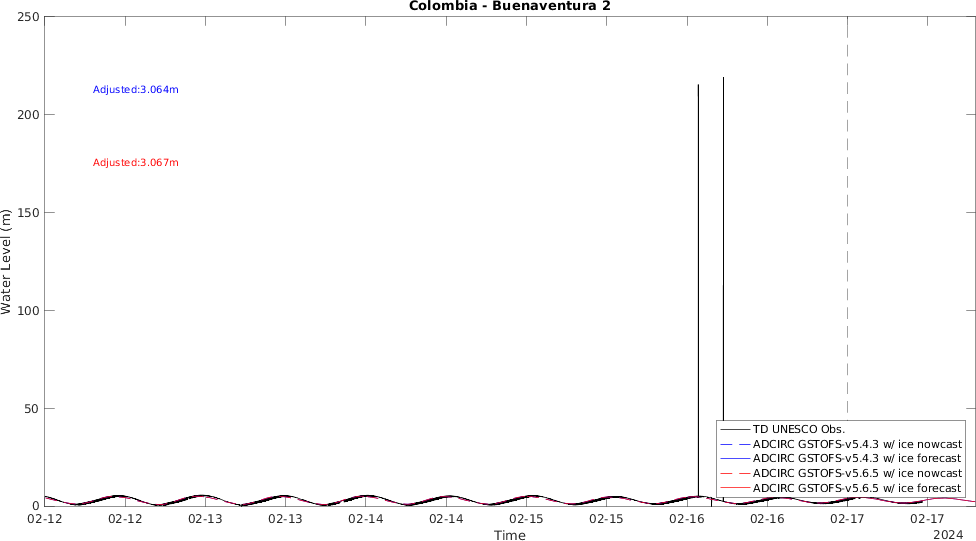 Colombia - Buenaventura 2
250
200
150
100
50
0
Water Level (m)
Adjusted:3.064m
Adjusted:3.067m
TD UNESCO Obs.
ADCIRC GSTOFS-v5.4.3 w/ ice nowcast
ADCIRC GSTOFS-v5.4.3 w/ ice forecast
ADCIRC GSTOFS-v5.6.5 w/ ice nowcast
ADCIRC GSTOFS-v5.6.5 w/ ice forecast
02-12 02-12 02-13 02-13 02-14 02-14 02-15 02-15 02-16 02-16 02-17 02-17
Time
2024